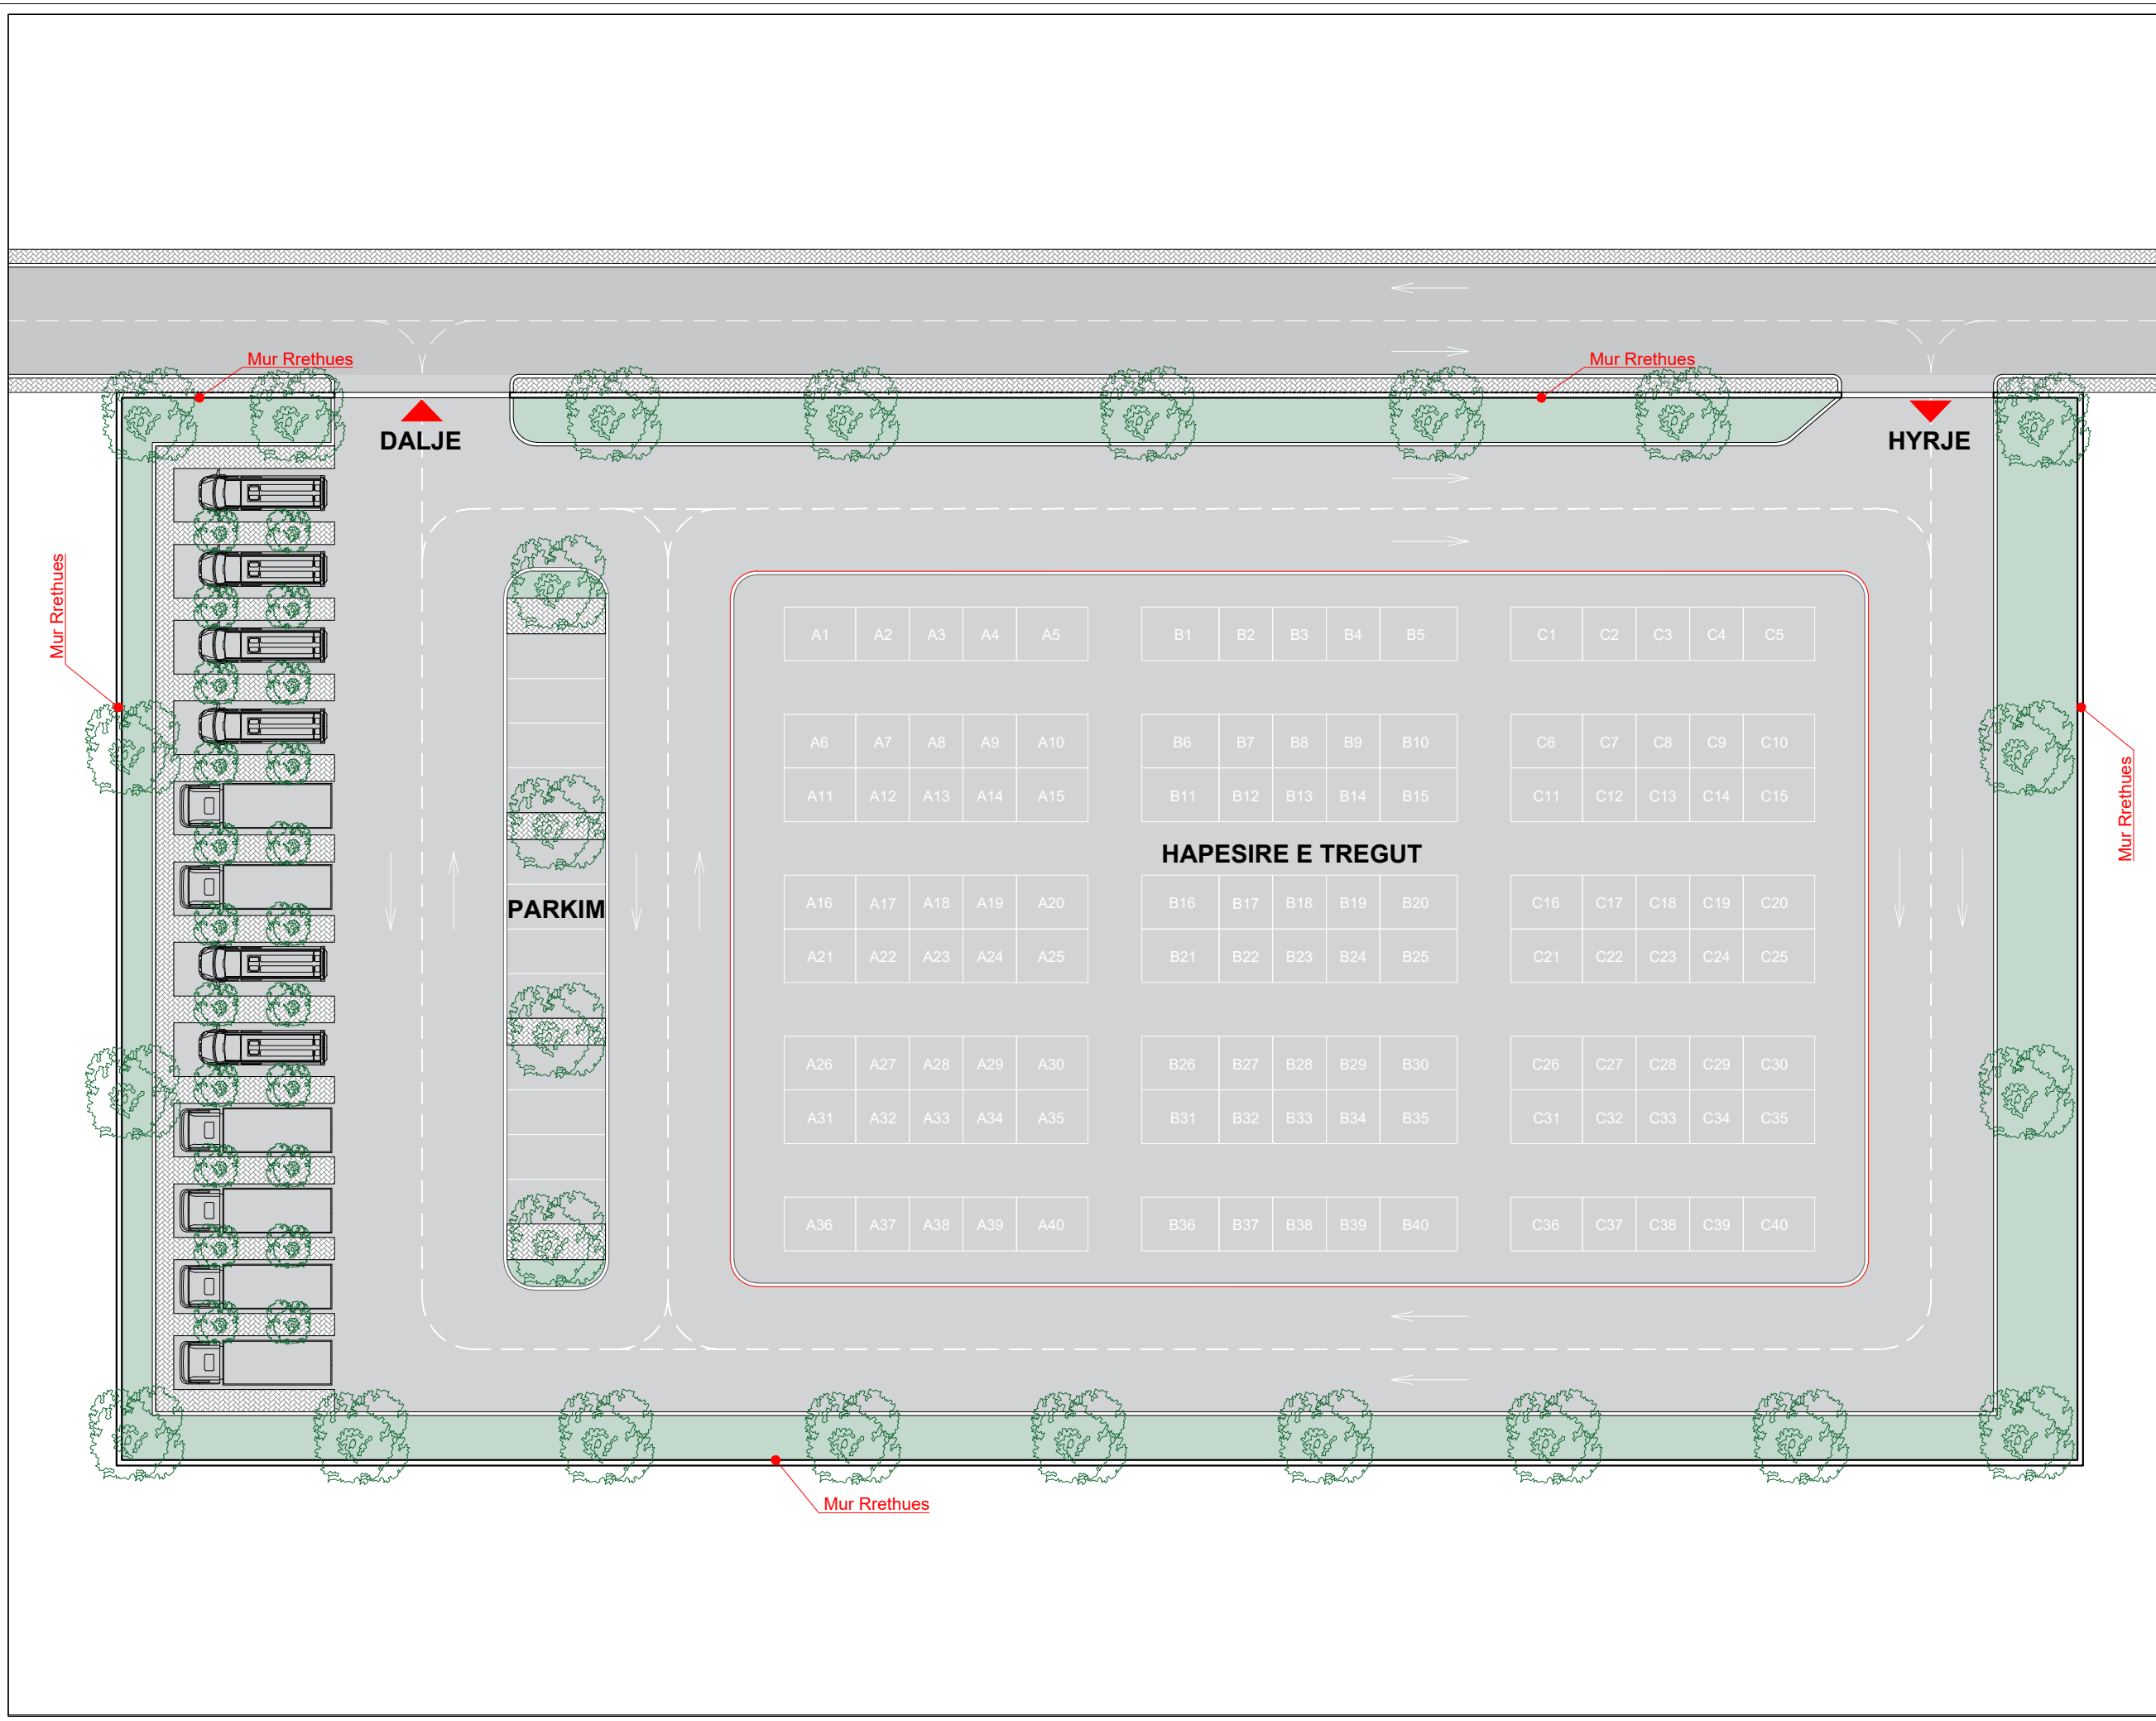 Mur Rrethues
Mur Rrethues
DALJE
HYRJE
Mur Rrethues
A1 A2 A3 A4 A5 B1 B2 B3 B4 B5 C1 C2 C3 C4 C5
A6 A7 A8 A9 A10 B6 B7 B8 B9 B10 C6 C7 C8 C9 C10
Mur Rrethues
A11 A12 A13 A14 A15 B11 B12 B13 B14 B15 C11 C12 C13 C14 C15
HAPESIRE E TREGUT
PARKIM
A16 A17 A18 A19 A20 B16 B17 B18 B19 B20 C16 C17 C18 C19 C20
A21 A22 A23 A24 A25 B21 B22 B23 B24 B25 C21 C22 C23 C24 C25
A26 A27 A28 A29 A30 B26 B27 B28 B29 B30 C26 C27 C28 C29 C30
A31 A32 A33 A34 A35 B31 B32 B33 B34 B35 C31 C32 C33 C34 C35
A36 A37 A38 A39 A40 B36 B37 B38 B39 B40 C36 C37 C38 C39 C40
Mur Rrethues